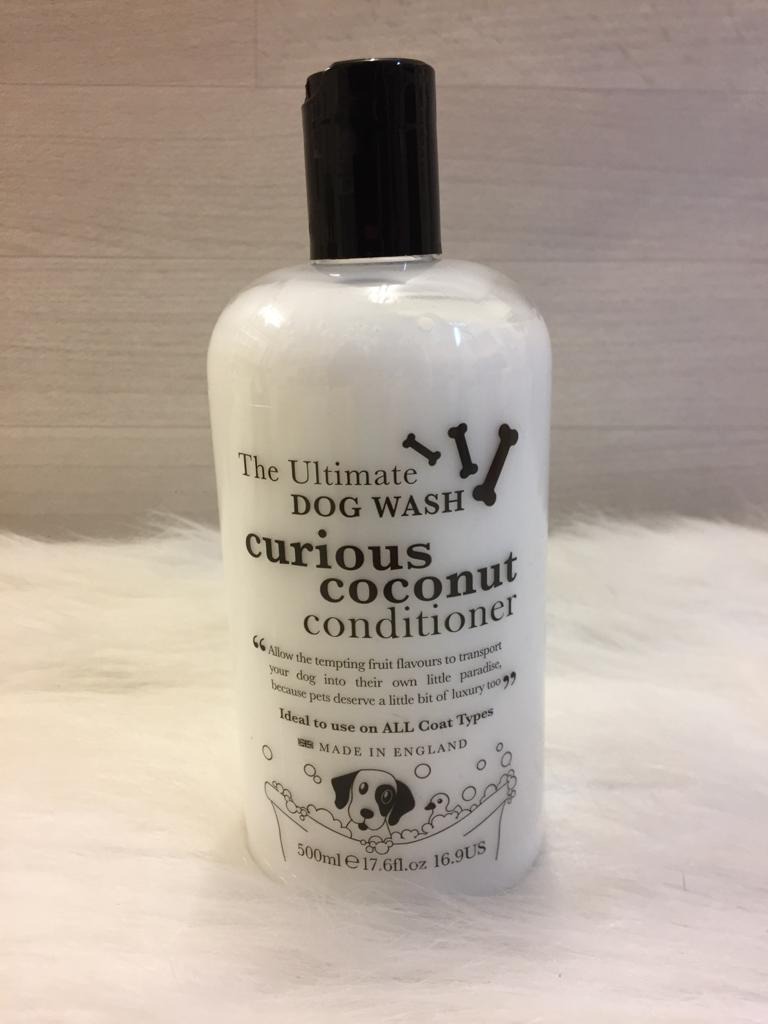 The Ultimate
DOG WASH
curious
coconut
conditioner
“Allow the tempting fruit flavours to transport
your dog into their own little paradise,
because pets deserve a little bit of luxury too”
Ideal to use on ALL Coat Types
MADE IN ENGLAND
500ml ℮ 17.6fl.oz 16.9US